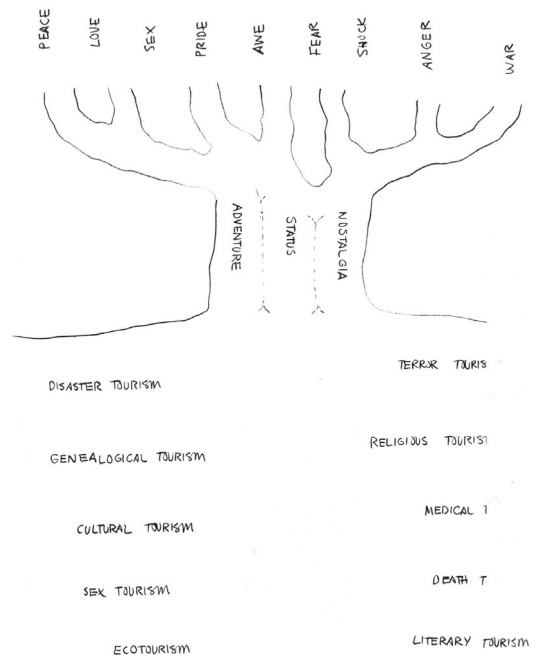 PEACE
LOVE
SEX
PRIDE
AWE
FEAR
SHOCK
ANGER
WAR
ADVENTURE
STATUS
NOSTALGIA
TERROR TOURIS
DISASTER TOURISM
RELIGIOUS TOURIST
GENEALOGICAL TOURISM
MEDICAL T
CULTURAL TOURISM
DEATH T
SEX TOURISM
LITERARY TOURISM
ECOTOURISM